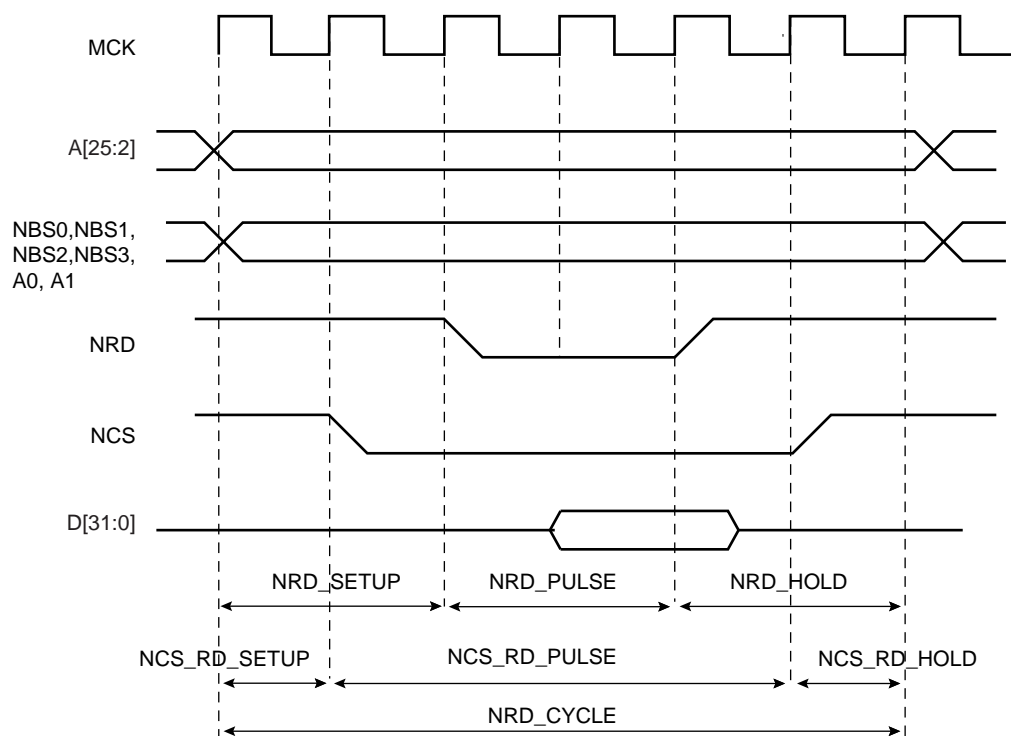 MCK
A[25:2]
NBS0,NBS1,
NBS2,NBS3,
A0, A1
NRD
NCS
D[31:0]
NRD_SETUP
NRD_PULSE
NRD_HOLD
NCS_RD_SETUP
NCS_RD_PULSE
NCS_RD_HOLD
NRD_CYCLE